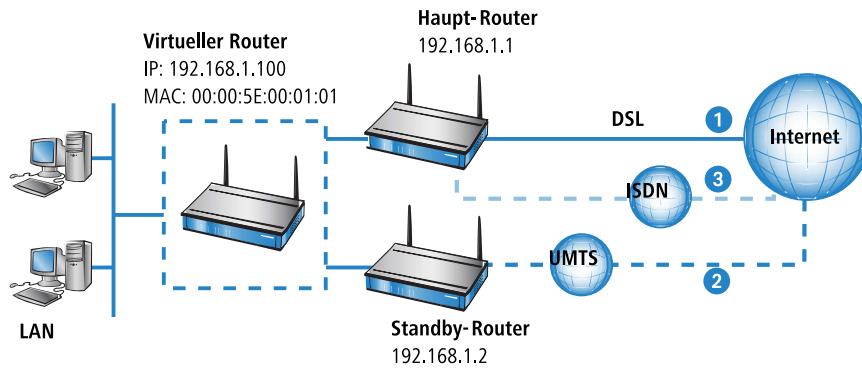 Haupt-Router
192.168.1.1
Virtueller Router
IP: 192.168.1.100
MAC: 00:00:5E:00:01:01
DSL
1
Internet
ISDN
3
UMTS
2
LAN
Standby-Router
192.168.1.2